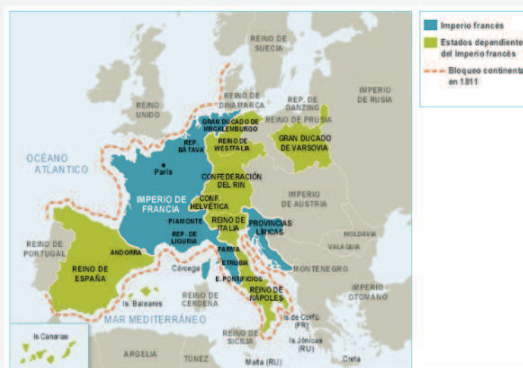 Imperio francés
Estados dependiente
del Imperio francés
Bloqueo continenta
en 1811
REINO DE
SUECIA
REINO DE
DINAMARCA
REINO
UNIDO
REP. DE
DANZING
REINO DE PRUSIA
IMPERIO
DE RUSIA
GRAN DUCADO DE
MECKLEMBURGO
REP.
BÁTAVA
REINO DE
WESTFALIA
GRAN DUCADO
DE VARSOVIA
OCÉANO
ATLANTICO
París
CONFEDERACIÓN
DEL RIN
IMPERIO DE
FRANCIA
CONF.
HELVÉTICA
IMPERIO
DE AUSTRIA
PIAMONTE
REINO DE
ITALIA
PROVINCIAS
ILIRICAS
MOLDAVIA
VALAQUIA
REP. DE
LIGURIA
PARMA
ETRURIA
ANDORRA
REINO DE
PORTUGAL
REINO DE
ESPAÑA
Córcega
E. PONTIFICIOS
MONTENEGRO
Is. Baleares
REINO DE
CERDEÑA
REINO DE
NÁPOLES
IMPERIO
OTOMANO
MAR MEDITERRÁNEO
Is de Corfú
(FR)
Is Canarias
REINO DE
SICILIA
Is Jónicas
(RU)
ARGELIA
TÚNEZ
Malta (RU)
Creta